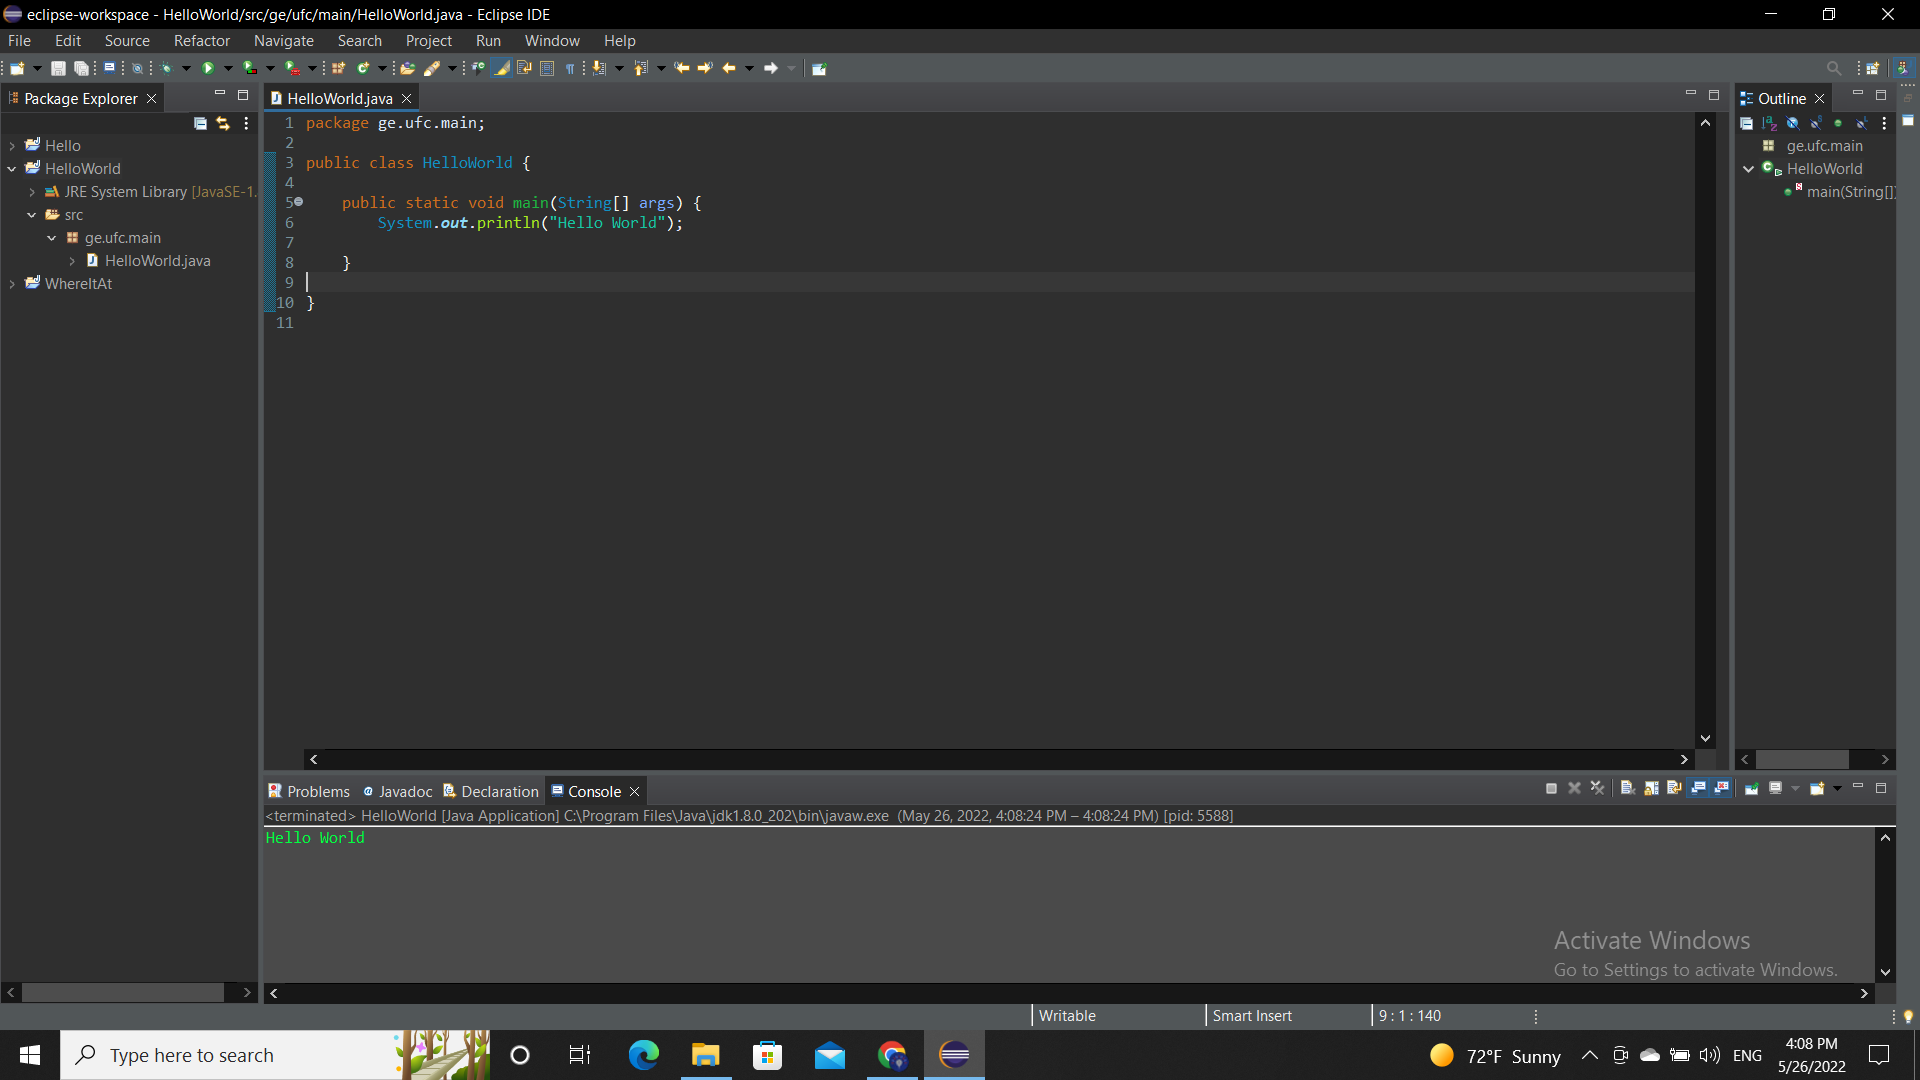 eclipse-workspace - HelloWorld/src/ge/ufc/main/HelloWorld.java - Eclipse IDE
File Edit Source Refactor Navigate Search Project Run Window Help
Package Explorer
Hello
HelloWorld
JRE System Library [JavaSE-1.
src
ge.ufc.main
HelloWorld.java
WhereItAt
HelloWorld.java
1 package ge.ufc.main;
2
3 public class HelloWorld {
4
5 public static void main(String[] args) {
6 System.out.println("Hello World");
7
8 }
9
10 }
11
Outline
ge.ufc.main
HelloWorld
main(String[])
Problems Javadoc Declaration Console
<terminated> HelloWorld [Java Application] C:\Program Files\Java\jdk1.8.0_202\bin\javaw.exe (May 26, 2022, 4:08:24 PM – 4:08:24 PM) [pid: 5588]
Hello World
Activate Windows
Go to Settings to activate Windows.
Writable Smart Insert 9 : 1 : 140
Type here to search
72°F Sunny
ENG
4:08 PM
5/26/2022